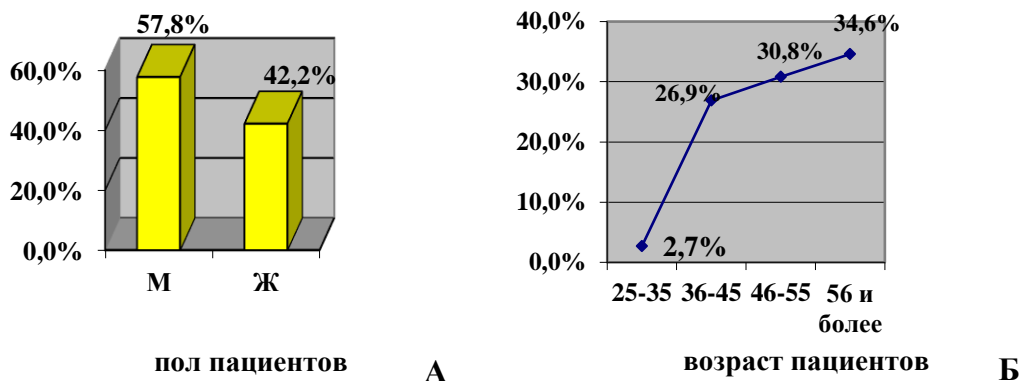 57,8%
42,2%
60,0%
40,0%
20,0%
0,0%
М Ж
пол пациентов
А
40,0%
30,0%
20,0%
10,0%
0,0%
2,7%
26,9%
30,8%
34,6%
25-35 36-45 46-55 56 и
более
возраст пациентов
Б